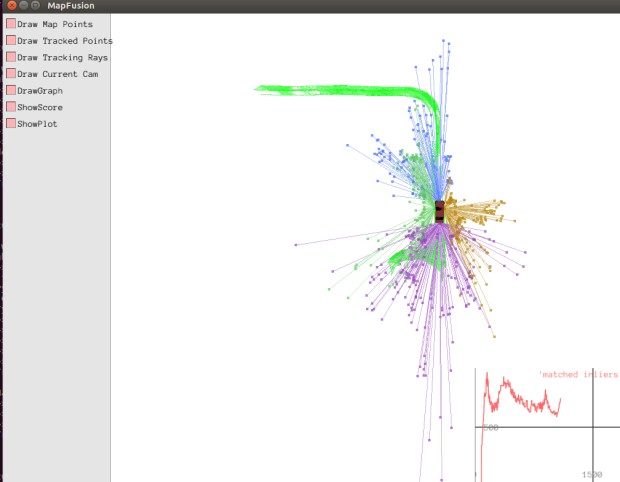 MapFusion
Draw Map Points
Draw Tracked Points
Draw Tracking Rays
Draw Current Cam
DrawGraph
ShowScore
ShowPlot
'matched inliers
500
1500